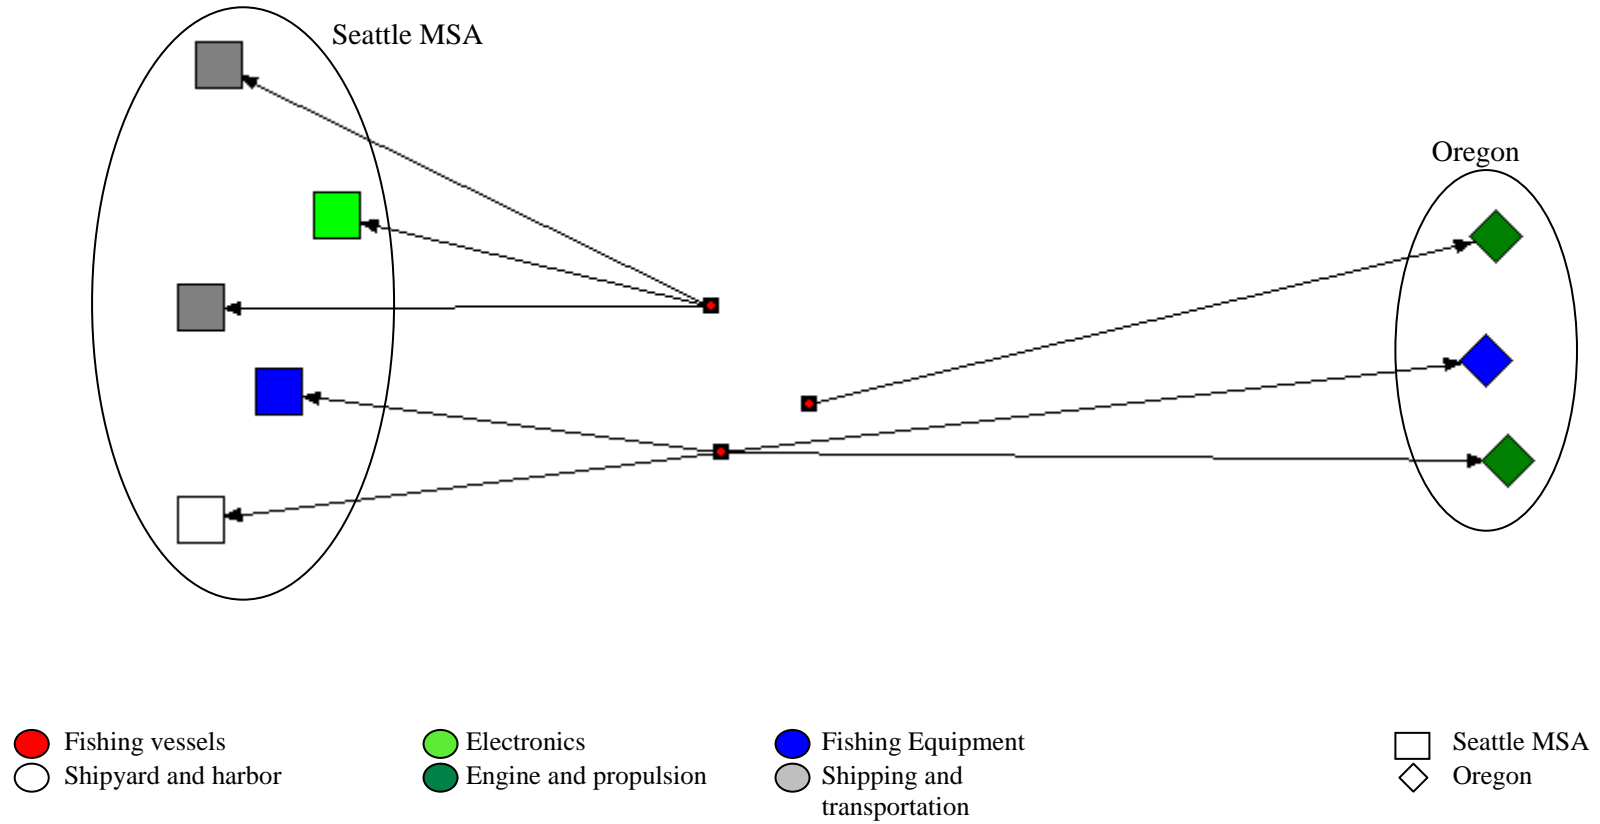 Seattle MSA
Oregon
Fishing vessels
Shipyard and harbor
Electronics
Engine and propulsion
Fishing Equipment
Shipping and
transportation
Seattle MSA
Oregon